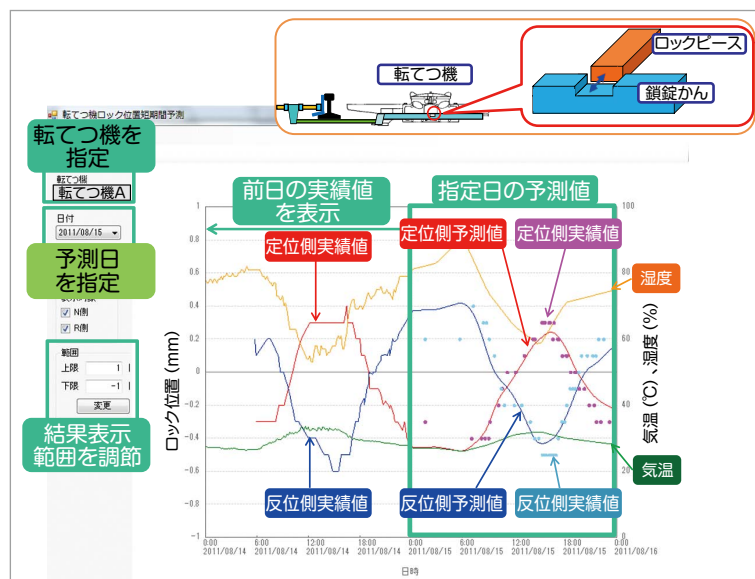 ロックピース
転てつ機
鎖錠かん
転てつ機ロック位置短期間予測
転てつ機を
指定
転てつ機
転てつ機A
日付
2011/08/15
予測日
を指定
N側
R側
範囲
上限 1
下限 -1
変更
結果表示
範囲を調節
前日の実績値
を表示
指定日の予測値
定位側実績値
定位側予測値
定位側実績値
湿度
気温
反位側実績値
反位側予測値
反位側実績値
ロック位置(mm)
1
0.8
0.6
0.4
0.2
0
-0.2
-0.4
-0.6
-0.8
-1
気温(℃)、湿度(%)
100
80
60
40
20
0
0:00
2011/08/14
6:00
2011/08/14
12:00
2011/08/14
18:00
2011/08/14
0:00
2011/08/15
6:00
2011/08/15
12:00
2011/08/15
18:00
2011/08/15
0:00
2011/08/16
日時